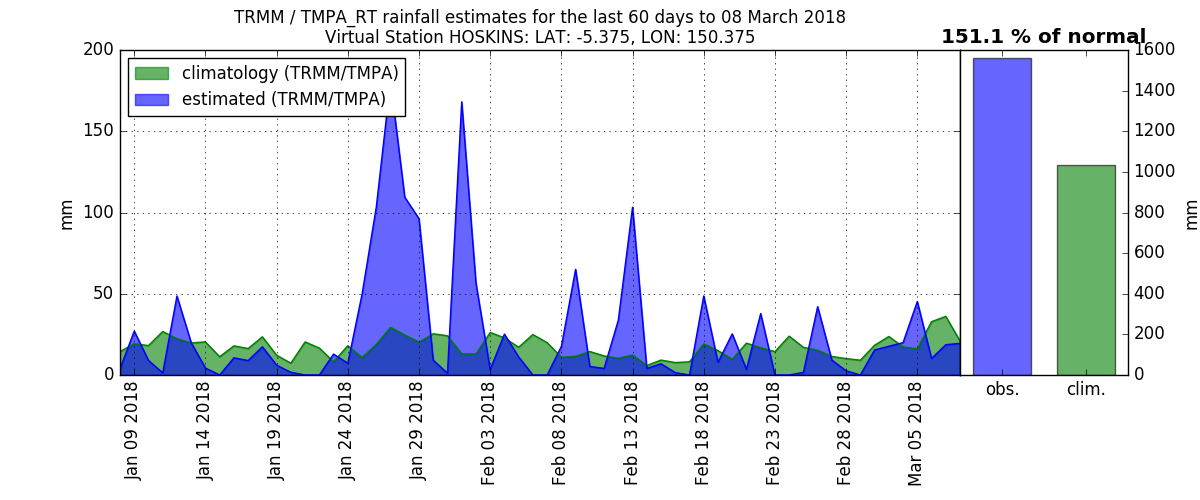 TRMM / TMPA_RT rainfall estimates for the last 60 days to 08 March 2018
Virtual Station HOSKINS: LAT: -5.375, LON: 150.375
151.1 % of normal
climatology (TRMM/TMPA)
estimated (TRMM/TMPA)
200
150
100
50
0
mm
1600
1400
1200
1000
800
600
400
200
0
mm
Jan 09 2018
Jan 14 2018
Jan 19 2018
Jan 24 2018
Jan 29 2018
Feb 03 2018
Feb 08 2018
Feb 13 2018
Feb 18 2018
Feb 23 2018
Feb 28 2018
Mar 05 2018
obs.
clim.